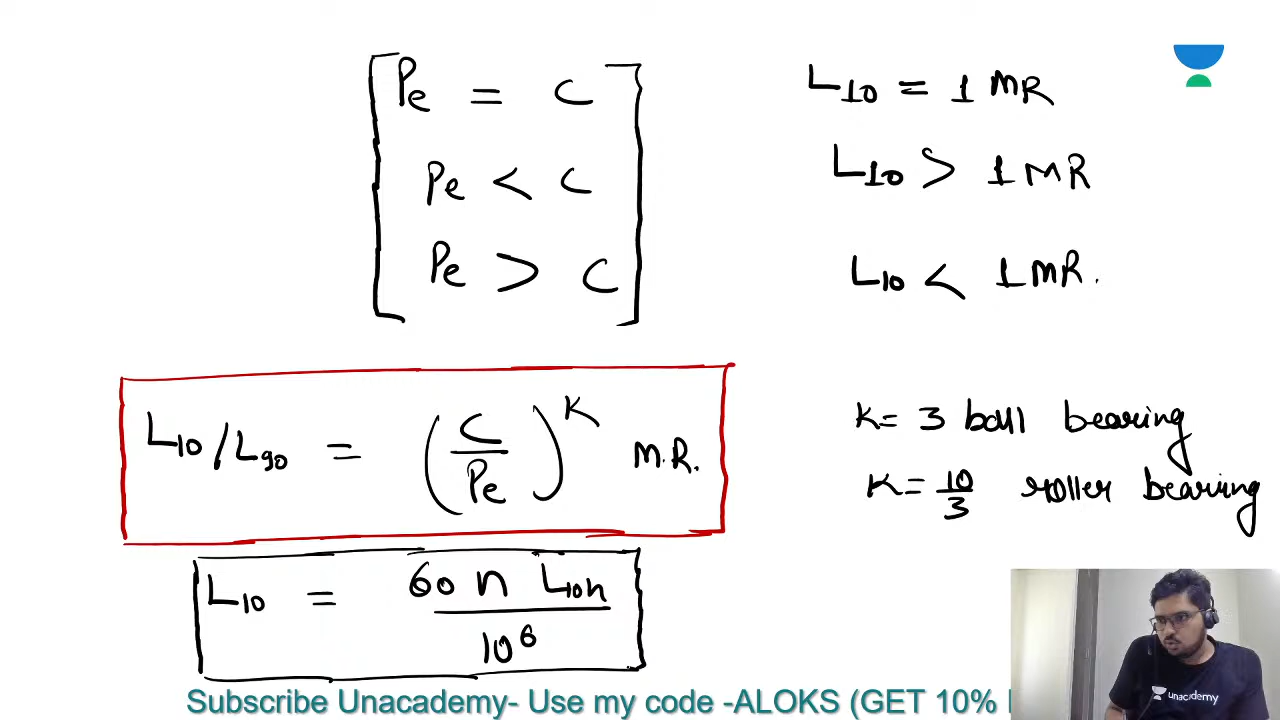 Pe = C L10 = 1 MR
Pe < C L10 > 1 MR
Pe > C L10 < 1 MR.
L10/L90 = (C/Pe)^K M.R.
K = 3 ball bearing
K = 10/3 roller bearing
L10 = 60 n L10h / 10^6
unacademy
Subscribe Unacademy- Use my code -ALOKS (GET 10%